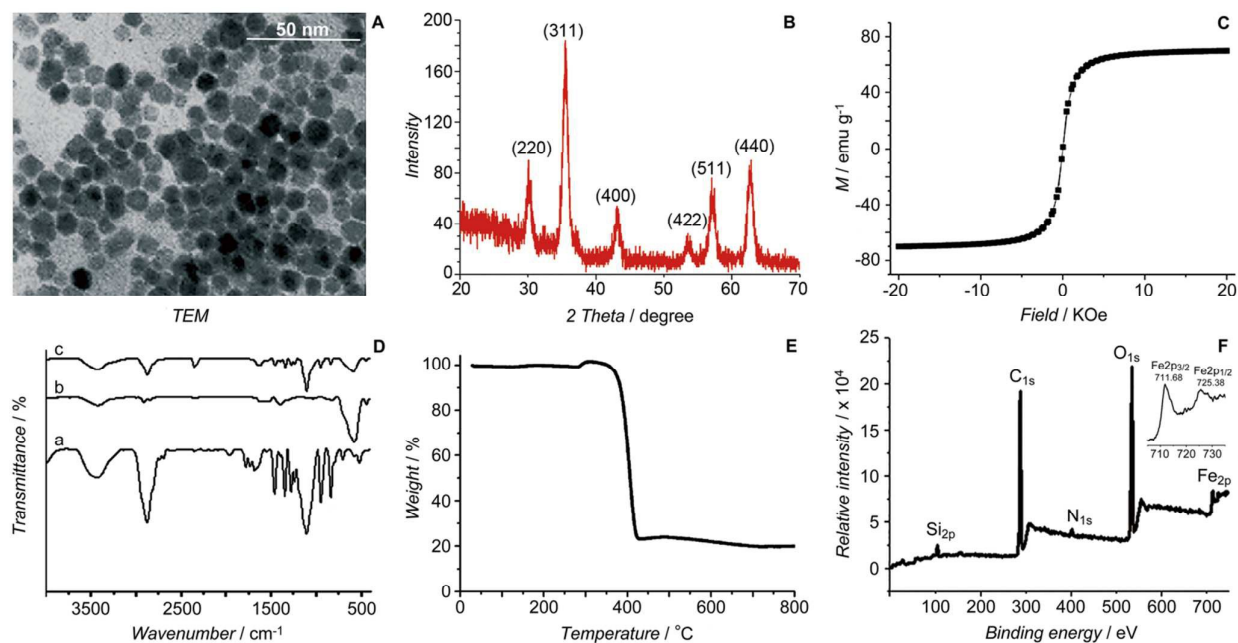 50 nm
A
TEM
B
Intensity
200
160
120
80
40
0
(220)
(311)
(400)
(422)
(511)
(440)
20
30
40
50
60
70
2 Theta / degree
C
M / emu g-1
80
40
0
-40
-80
-20
-10
0
10
20
Field / KOe
D
Transmittance / %
c
b
a
3500
2500
1500
500
Wavenumber / cm-1
E
Weight / %
100
80
60
40
20
0
0
200
400
600
800
Temperature / °C
F
Relative intensity / x 10⁴
25
20
15
10
5
0
Si2p
C1s
N1s
O1s
Fe2p
Fe2p3/2
711.68
Fe2p1/2
725.38
710
720
730
100
200
300
400
500
600
700
Binding energy / eV